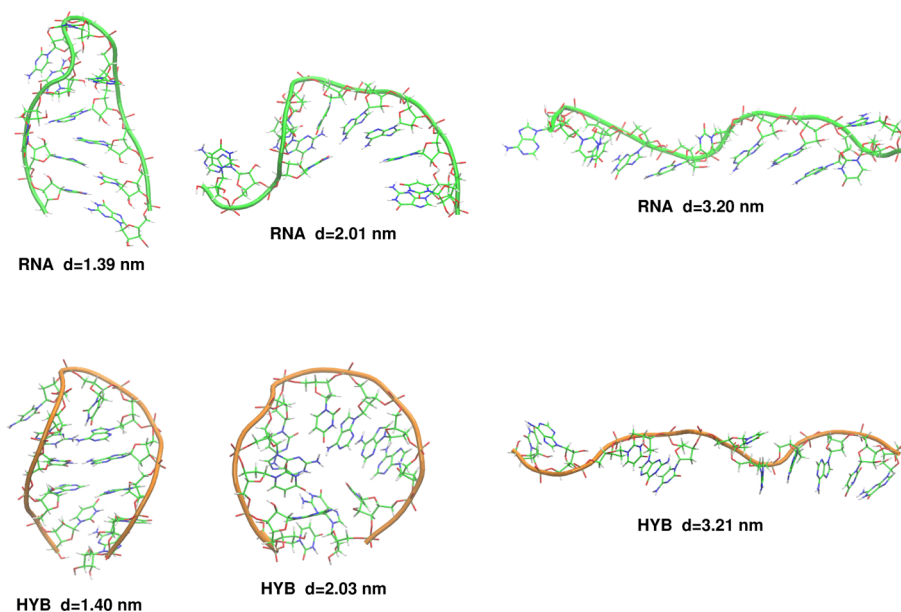 RNA d=1.39 nm
RNA d=2.01 nm
RNA d=3.20 nm
HYB d=1.40 nm
HYB d=2.03 nm
HYB d=3.21 nm